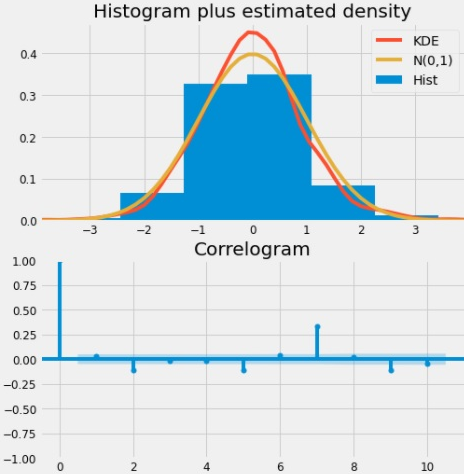 Histogram plus estimated density
KDE
N(0,1)
Hist
0.4
0.3
0.2
0.1
0.0
−3 −2 −1 0 1 2 3
Correlogram
1.00
0.75
0.50
0.25
0.00
−0.25
−0.50
−0.75
−1.00
0 2 4 6 8 10